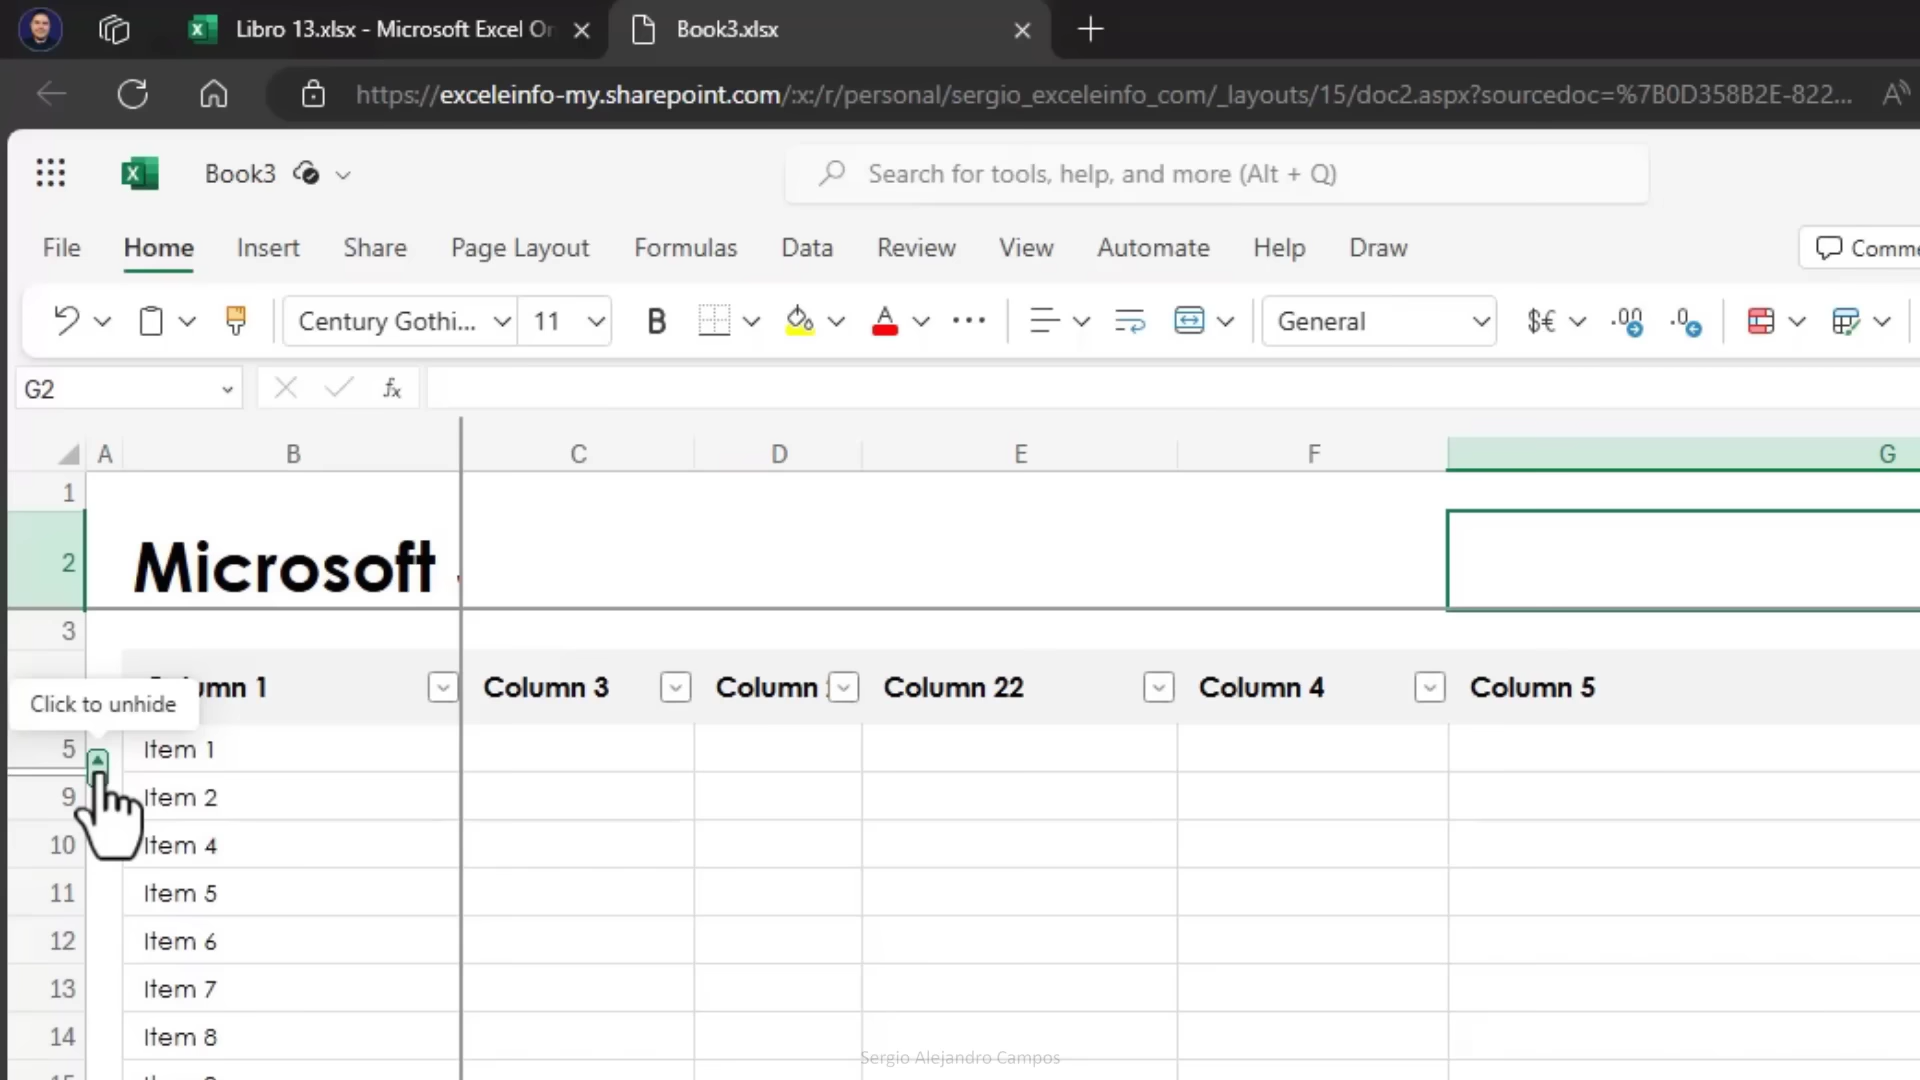 Libro 13.xlsx - Microsoft Excel On
Book3.xlsx
https://exceleinfo-my.sharepoint.com/:x:/r/personal/sergio_exceleinfo_com/_layouts/15/doc2.aspx?sourcedoc=%7B0D358B2E-822...
Book3
Search for tools, help, and more (Alt + Q)
File Home Insert Share Page Layout Formulas Data Review View Automate Help Draw Comme
Century Gothi... 11 B General
G2
A B C D E F G
1
2 Microsoft
3
Column 3 Column Column 22 Column 4 Column 5
Click to unhide
5 Item 1
9 Item 2
10 Item 4
11 Item 5
12 Item 6
13 Item 7
14 Item 8
Sergio Alejandro Campos